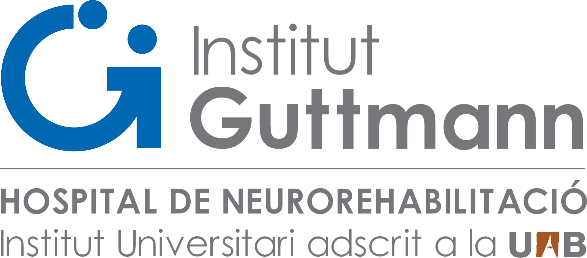 Institut
Guttmann
HOSPITAL DE NEUROREHABILITACIÓ
Institut Universitari adscrit a la UAB